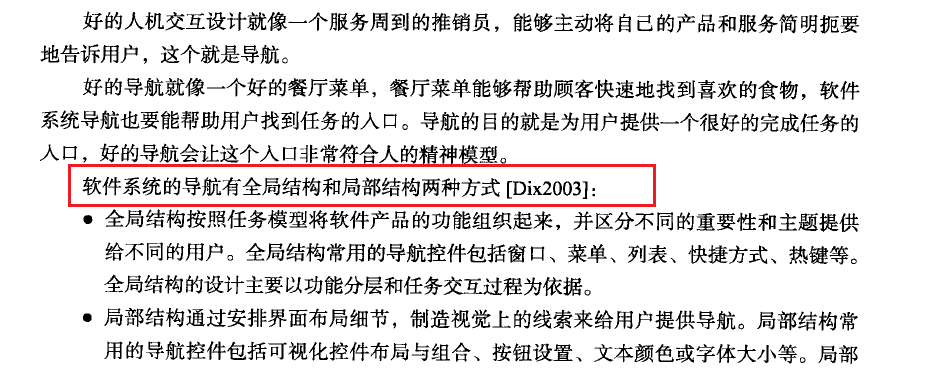 好的人机交互设计就像一个服务周到的推销员，能够主动将自己的产品和服务简明扼要
地告诉用户，这个就是导航。
好的导航就像一个好的餐厅菜单，餐厅菜单能够帮助顾客快速地找到喜欢的食物，软件
系统导航也要能帮助用户找到任务的入口。导航的目的就是为用户提供一个很好的完成任务的
入口，好的导航会让这个入口非常符合人的精神模型。
软件系统的导航有全局结构和局部结构两种方式 [Dix2003]：
● 全局结构按照任务模型将软件产品的功能组织起来，并区分不同的重要性和主题提供
给不同的用户。全局结构常用的导航控件包括窗口、菜单、列表、快捷方式、热键等。
全局结构的设计主要以功能分层和任务交互过程为依据。
● 局部结构通过安排界面布局细节，制造视觉上的线索来给用户提供导航。局部结构常
用的导航控件包括可视化控件布局与组合、按钮设置、文本颜色或字体大小等。局部